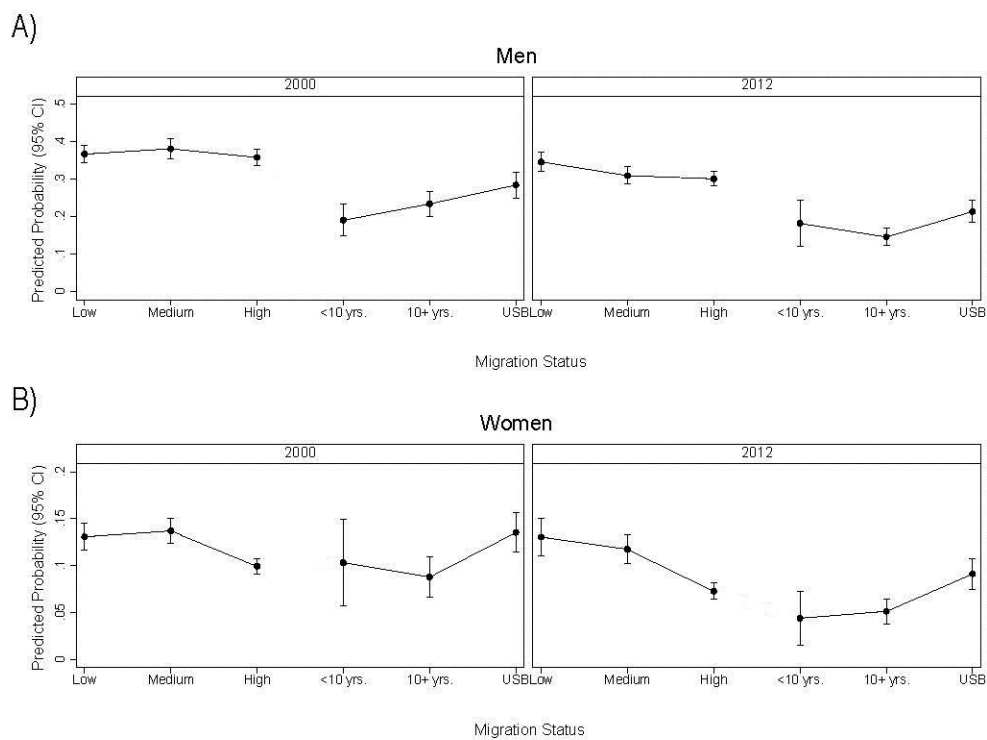 A)
Men
2000 2012
Predicted Probability (95% CI)
.5
.4
.3
.2
.1
0
Low Medium High <10 yrs. 10+ yrs. USB Low Medium High <10 yrs. 10+ yrs. USB
Migration Status
B)
Women
2000 2012
Predicted Probability (95% CI)
.2
.15
.1
.05
0
Low Medium High <10 yrs. 10+ yrs. USB Low Medium High <10 yrs. 10+ yrs. USB
Migration Status